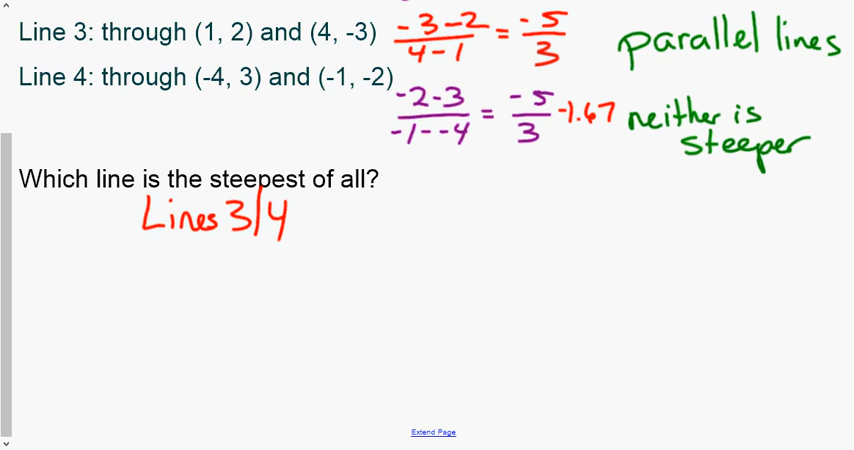 Line 3: through (1, 2) and (4, -3) -3-2/4-1 = -5/3 parallel lines
Line 4: through (-4, 3) and (-1, -2)
-2-3/-1--4 = -5/3 -1.67 neither is
steeper
Which line is the steepest of all?
Lines 3/4
Extend Page